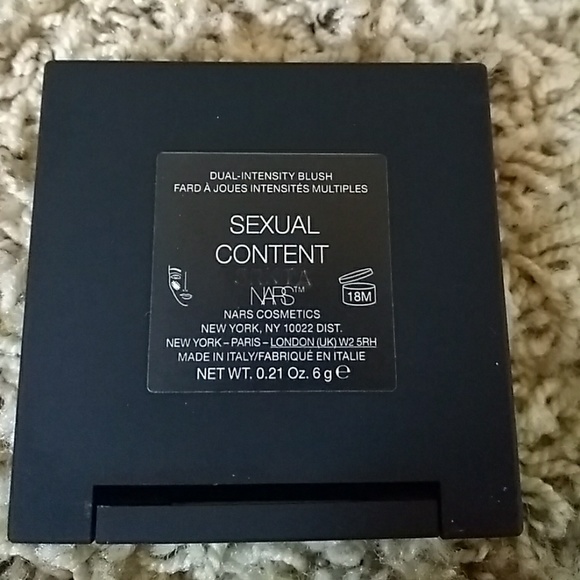 DUAL-INTENSITY BLUSH
FARD À JOUES INTENSITÉS MULTIPLES
SEXUAL
CONTENT
NARS™
18M
NARS COSMETICS
NEW YORK, NY 10022 DIST.
NEW YORK – PARIS – LONDON (UK) W2 5RH
MADE IN ITALY/FABRIQUÉ EN ITALIE
NET WT. 0.21 Oz. 6 g ℮